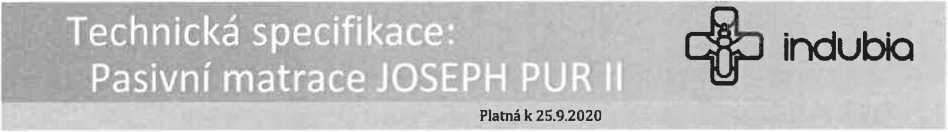 Technická specifikace:
Pasivní matrace JOSEPH PUR II
indubia
Platná k 25.9.2020